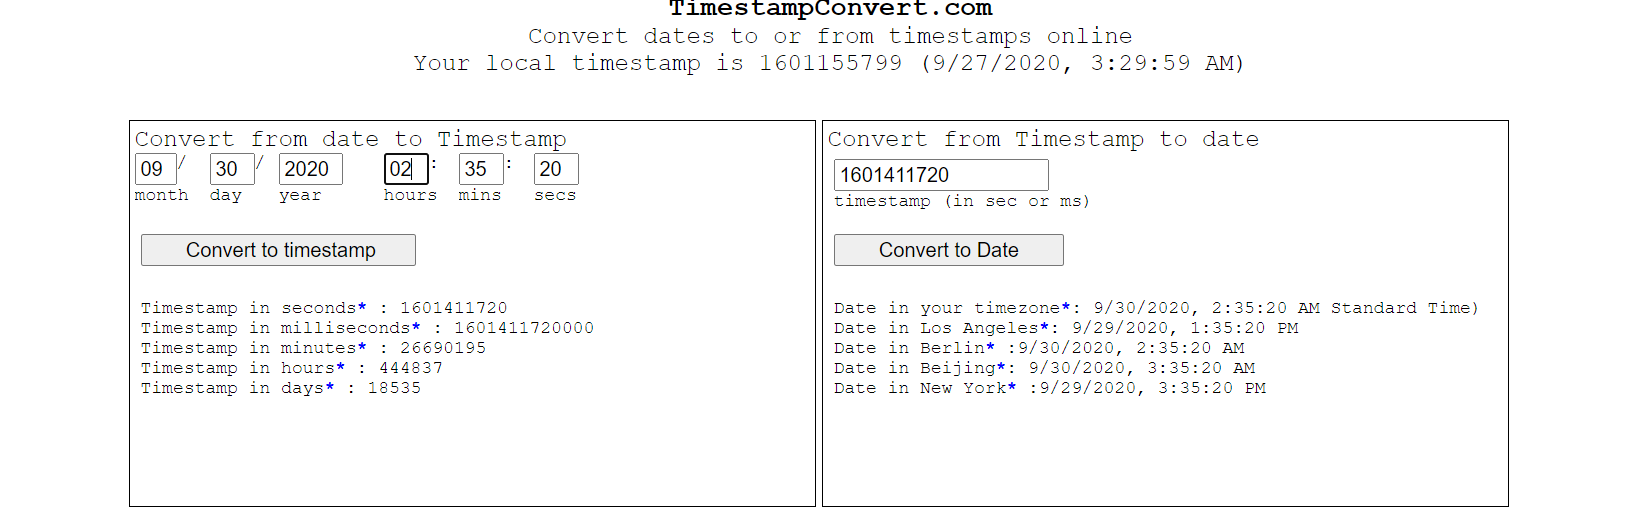 TimestampConvert.com
Convert dates to or from timestamps online
Your local timestamp is 1601155799 (9/27/2020, 3:29:59 AM)
Convert from date to Timestamp
09 / 30 / 2020 02 : 35 : 20
month day year hours mins secs
Convert to timestamp
Timestamp in seconds* : 1601411720
Timestamp in milliseconds* : 1601411720000
Timestamp in minutes* : 26690195
Timestamp in hours* : 444837
Timestamp in days* : 18535
Convert from Timestamp to date
1601411720
timestamp (in sec or ms)
Convert to Date
Date in your timezone*: 9/30/2020, 2:35:20 AM Standard Time)
Date in Los Angeles*: 9/29/2020, 1:35:20 PM
Date in Berlin* :9/30/2020, 2:35:20 AM
Date in Beijing*: 9/30/2020, 3:35:20 AM
Date in New York* :9/29/2020, 3:35:20 PM